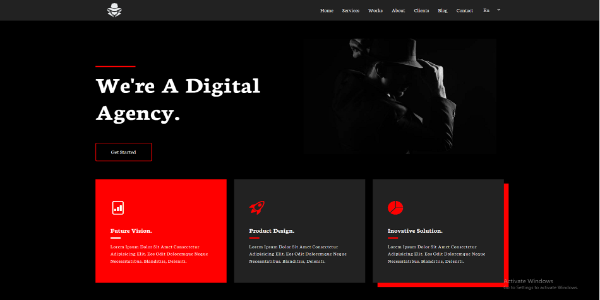 Home Services Works About Clients Blog Contact En
We're A Digital
Agency.
Get Started
Future Vision.
Lorem Ipsum Dolor Sit Amet Consectetur
Adipisicing Elit. Eos Odit Doloremque Neque
Necessitatibus, Blanditiis, Deleniti.
Product Design.
Lorem Ipsum Dolor Sit Amet Consectetur
Adipisicing Elit. Eos Odit Doloremque Neque
Necessitatibus, Blanditiis, Deleniti.
Inovative Solution.
Lorem Ipsum Dolor Sit Amet Consectetur
Adipisicing Elit. Eos Odit Doloremque Neque
Necessitatibus, Blanditiis, Deleniti.
Activate Windows
Go to Settings to activate Windows.